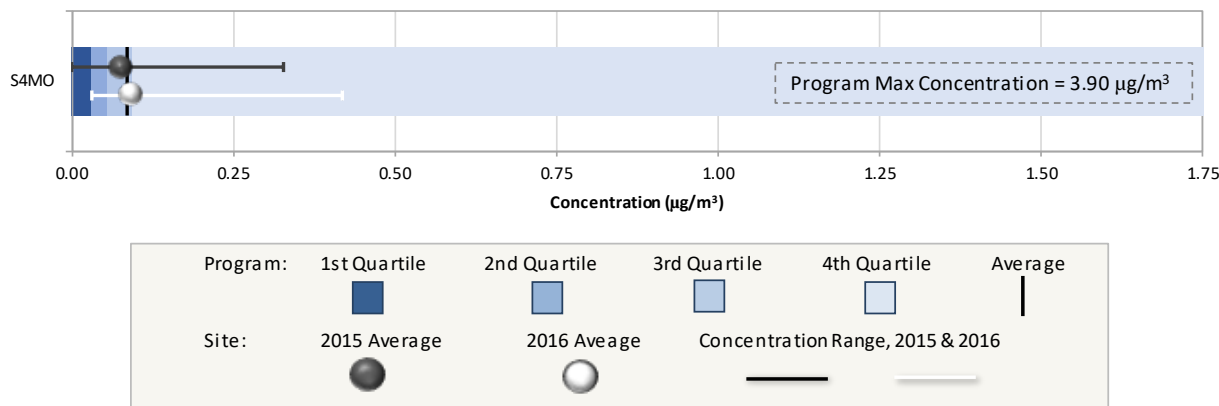 S4MO
Program Max Concentration = 3.90 µg/m³
0.00 0.25 0.50 0.75 1.00 1.25 1.50 1.75
Concentration (µg/m³)
Program: 1st Quartile 2nd Quartile 3rd Quartile 4th Quartile Average
Site: 2015 Average 2016 Aveage Concentration Range, 2015 & 2016